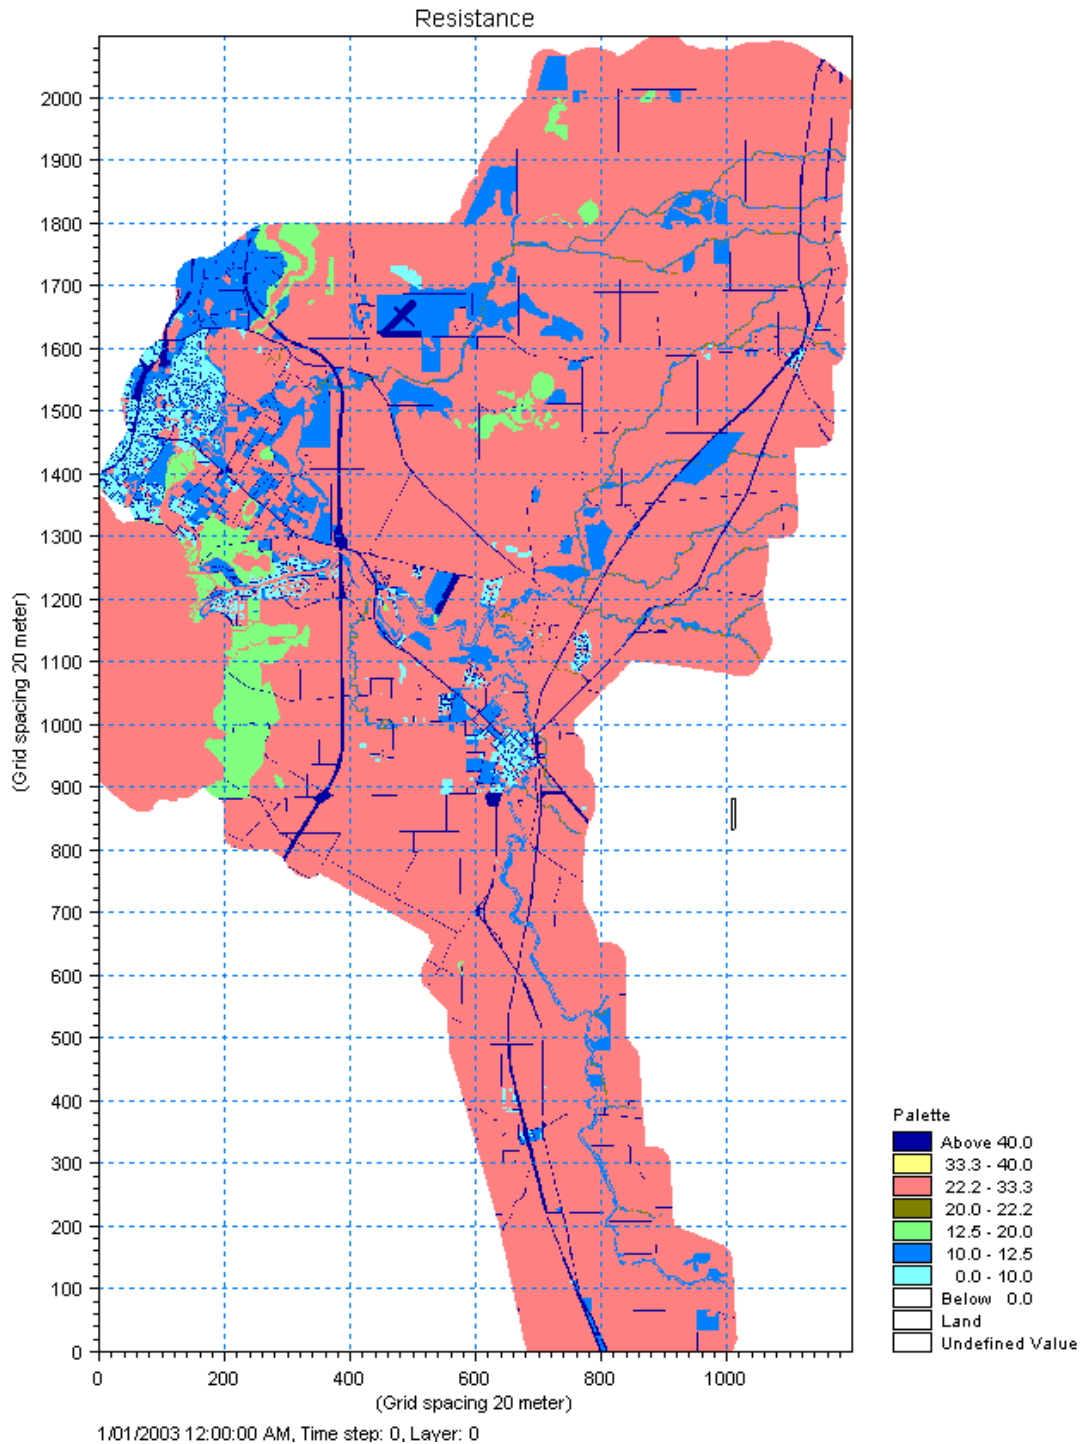 Resistance
2000
1900
1800
1700
1600
1500
1400
1300
1200
1100
1000
900
800
700
600
500
400
300
200
100
0
(Grid spacing 20 meter)
0 200 400 600 800 1000
(Grid spacing 20 meter)
Palette
Above 40.0
33.3 - 40.0
22.2 - 33.3
20.0 - 22.2
12.5 - 20.0
10.0 - 12.5
0.0 - 10.0
Below 0.0
Land
Undefined Value
1/01/2003 12:00:00 AM, Time step: 0, Layer: 0